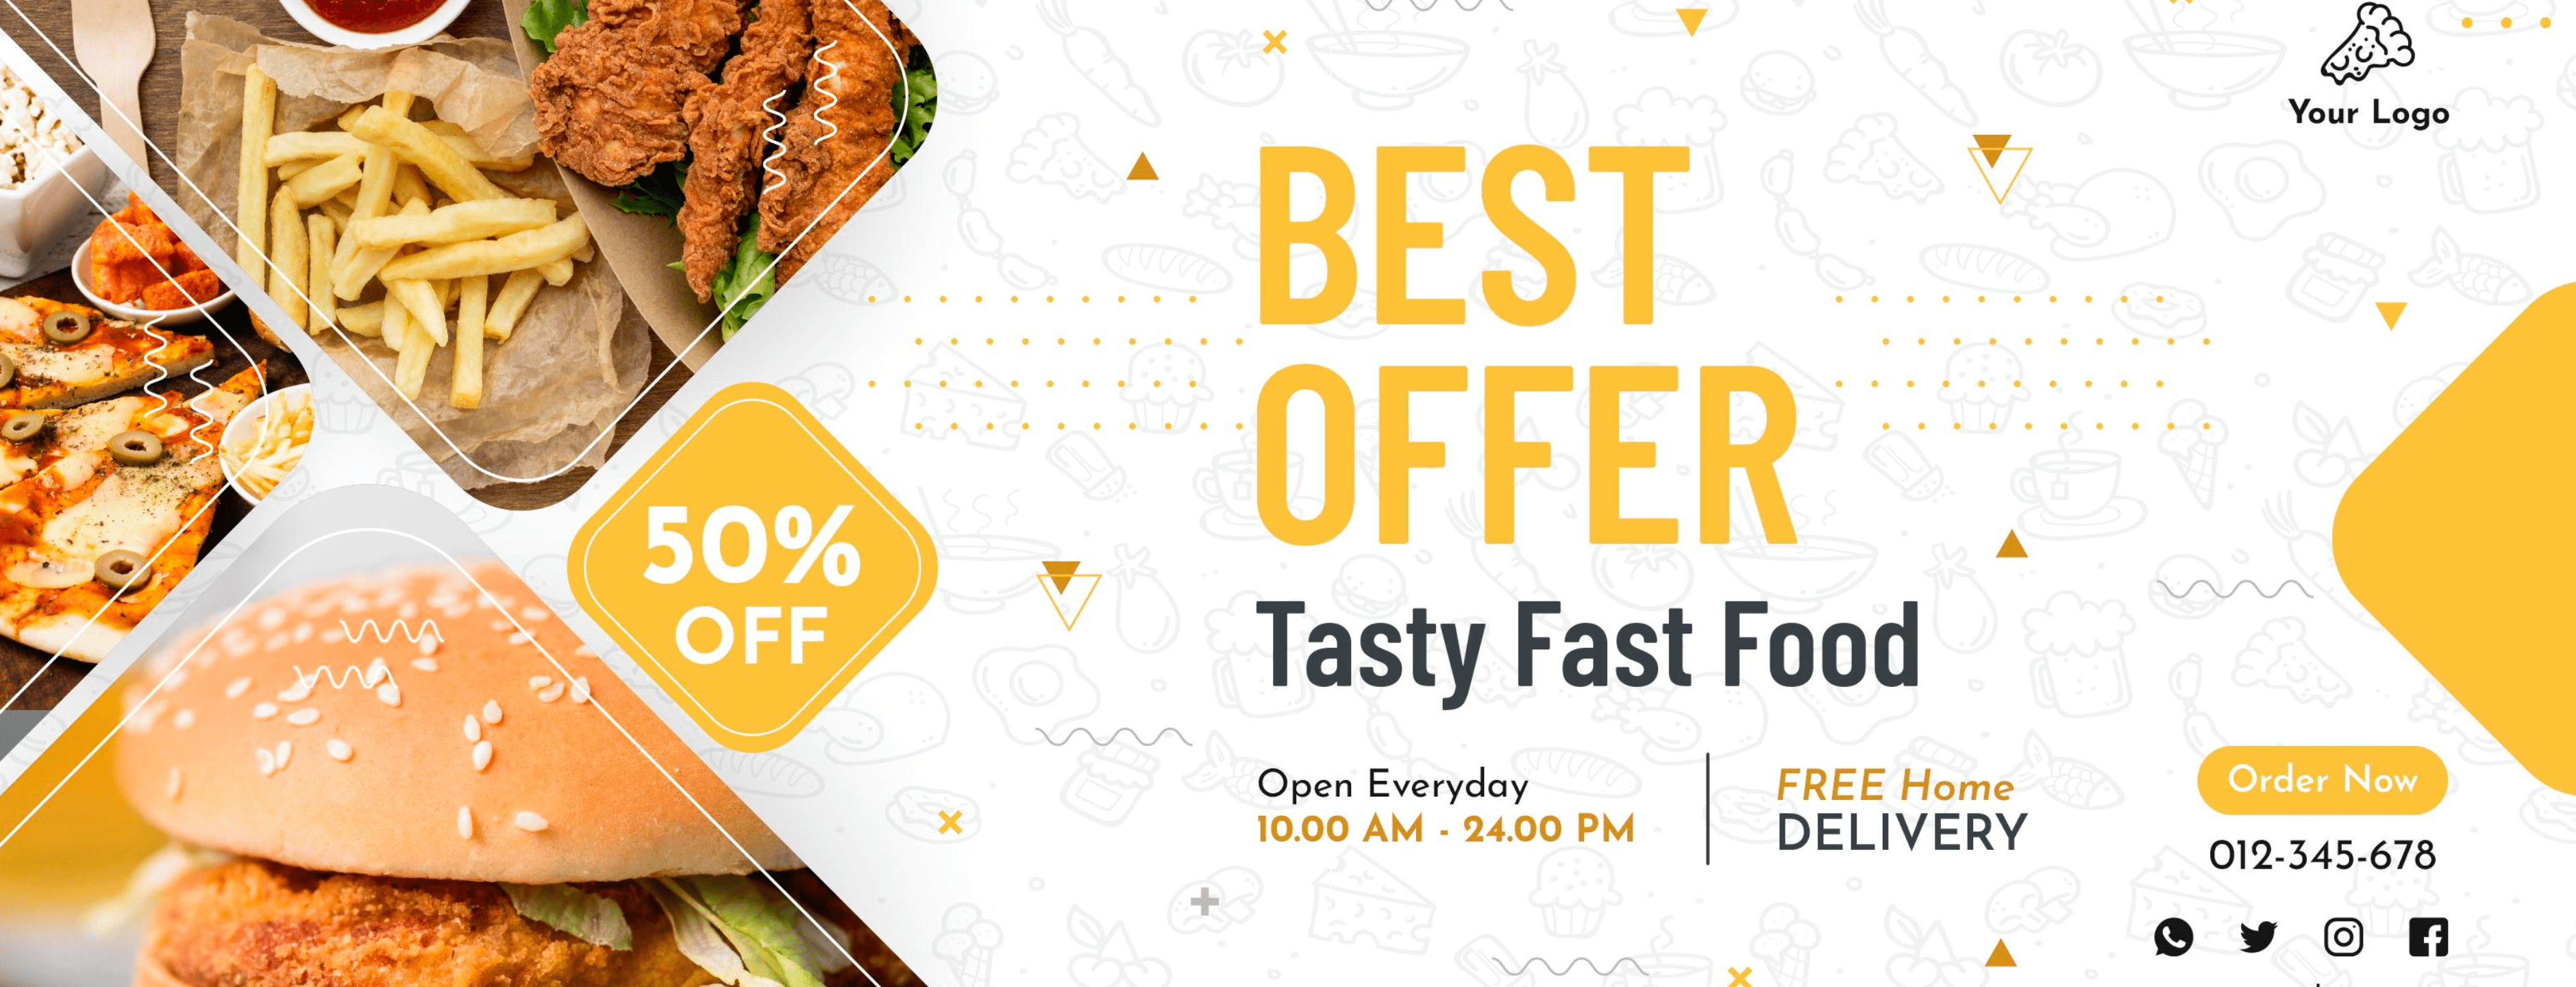 Your Logo
BEST
OFFER
50%
OFF
Tasty Fast Food
Open Everyday
10.00 AM - 24.00 PM
FREE Home
DELIVERY
Order Now
012-345-678